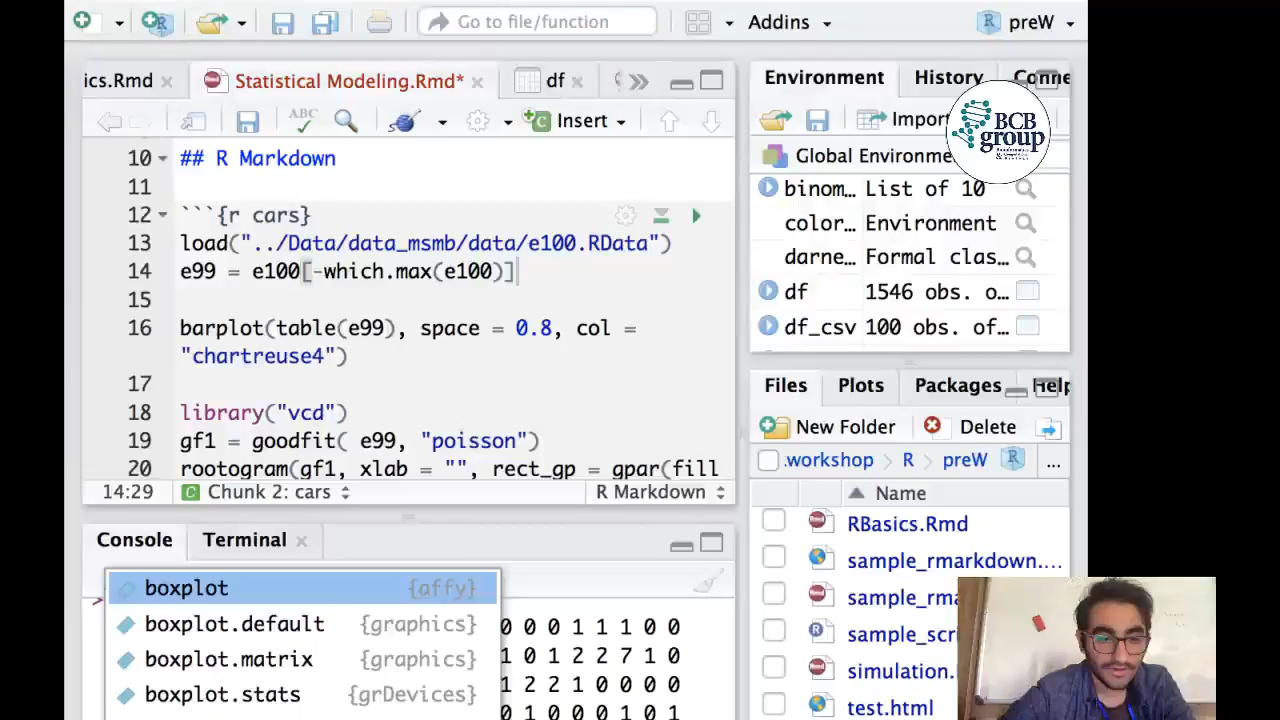 Go to file/function
Addins
preW
ics.Rmd
Statistical Modeling.Rmd*
df
ABC
Insert
10 ## R Markdown
11
12 ```{r cars}
13 load("../Data/data_msmb/data/e100.RData")
14 e99 = e100[-which.max(e100)]
15
16 barplot(table(e99), space = 0.8, col =
"chartreuse4")
17
18 library("vcd")
19 gf1 = goodfit( e99, "poisson")
20 rootogram(gf1, xlab = "", rect_gp = gpar(fill
14:29 Chunk 2: cars R Markdown
Console Terminal
>
boxplot {affy}
boxplot.default {graphics}
boxplot.matrix {graphics}
boxplot.stats {grDevices}
0 0 0 1 1 1 0 0
1 0 1 2 2 7 1 0
1 2 2 1 0 0 0 0
0 1 0 0 0 1 0 1
Environment History Conne
Import
BCB
group
Global Environme
binom… List of 10
color… Environment
darne… Formal clas…
df 1546 obs. o…
df_csv 100 obs. of…
Files Plots Packages Help
New Folder Delete
.workshop R preW ...
Name
RBasics.Rmd
sample_rmarkdown.…
sample_rma
sample_scri
simulation.
test.html